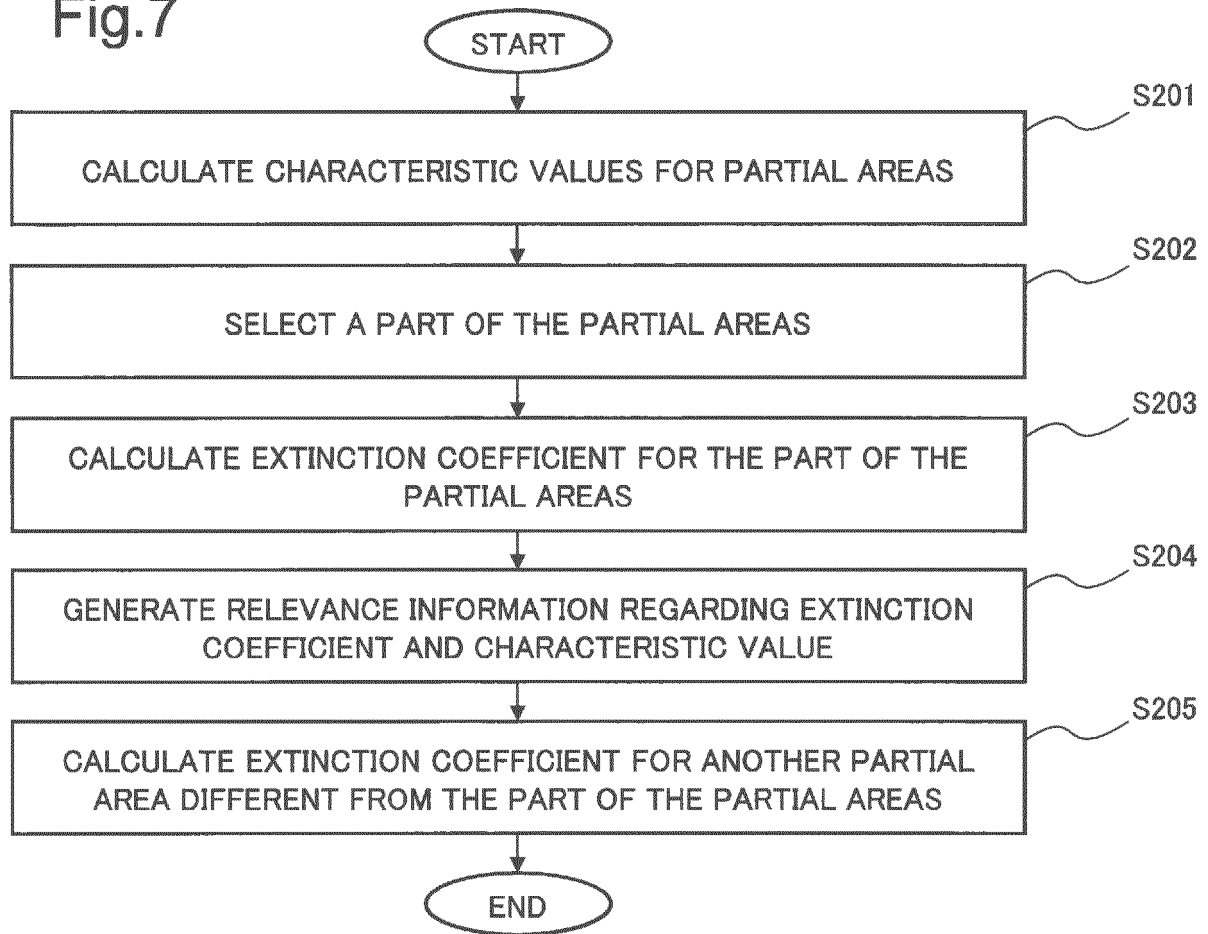 Fig.7
START
S201
CALCULATE CHARACTERISTIC VALUES FOR PARTIAL AREAS
S202
SELECT A PART OF THE PARTIAL AREAS
S203
CALCULATE EXTINCTION COEFFICIENT FOR THE PART OF THE
PARTIAL AREAS
S204
GENERATE RELEVANCE INFORMATION REGARDING EXTINCTION
COEFFICIENT AND CHARACTERISTIC VALUE
S205
CALCULATE EXTINCTION COEFFICIENT FOR ANOTHER PARTIAL
AREA DIFFERENT FROM THE PART OF THE PARTIAL AREAS
END